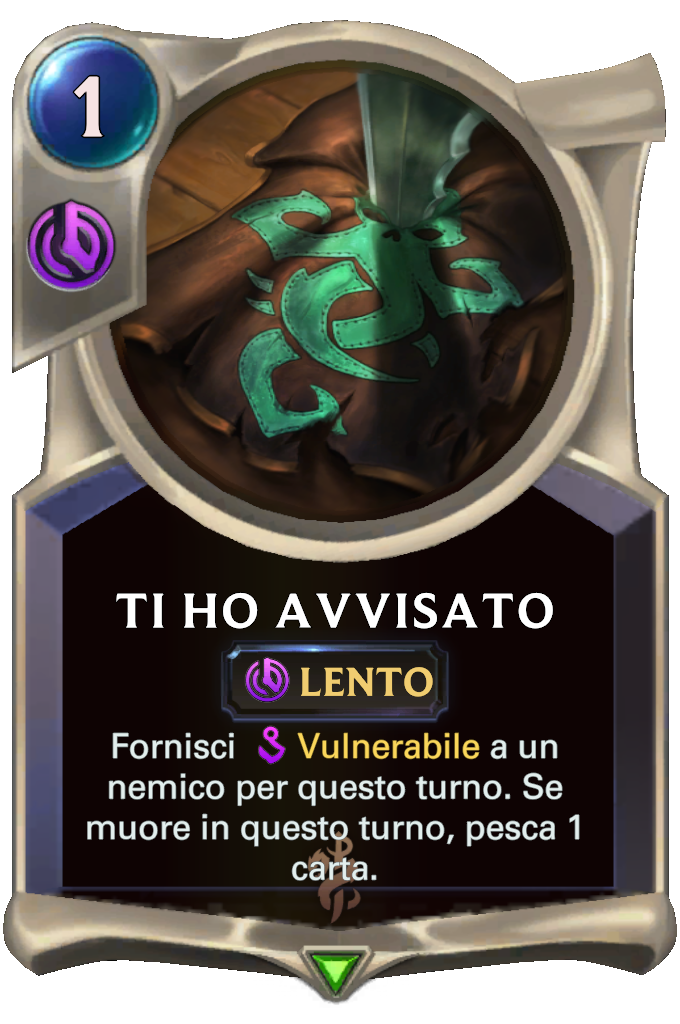 1
TI HO AVVISATO
LENTO
Fornisci Vulnerabile a un
nemico per questo turno. Se
muore in questo turno, pesca 1
carta.